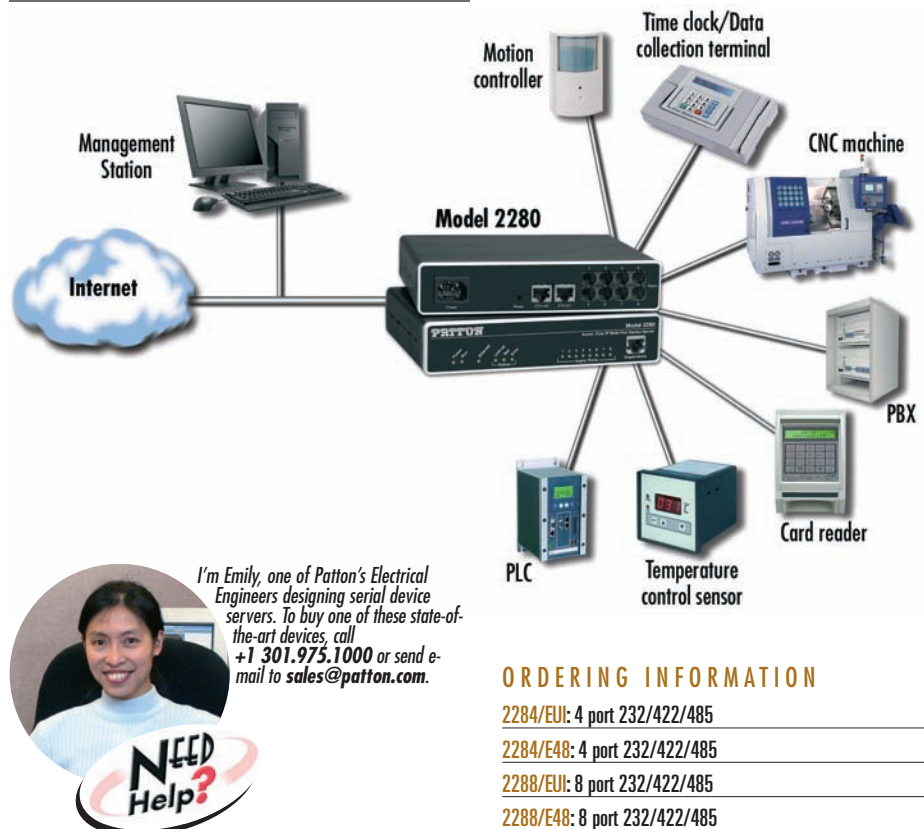 Motion
controller
Time clock/Data
collection terminal
Management
Station
CNC machine
Model 2280
Internet
PATTON
Model 2280
PBX
Card reader
PLC
Temperature
control sensor
I'm Emily, one of Patton's Electrical
Engineers designing serial device
servers. To buy one of these state-of-
the-art devices, call
+1 301.975.1000 or send e-
mail to sales@patton.com.
NEED
Help?
ORDERING INFORMATION
2284/EUI: 4 port 232/422/485
2284/E48: 4 port 232/422/485
2288/EUI: 8 port 232/422/485
2288/E48: 8 port 232/422/485